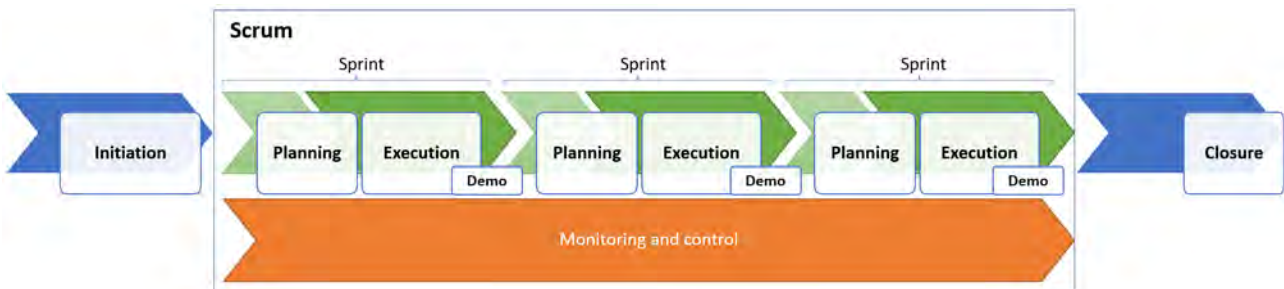 Scrum
Sprint
Sprint
Sprint
Initiation
Planning
Execution
Demo
Planning
Execution
Demo
Planning
Execution
Demo
Closure
Monitoring and control